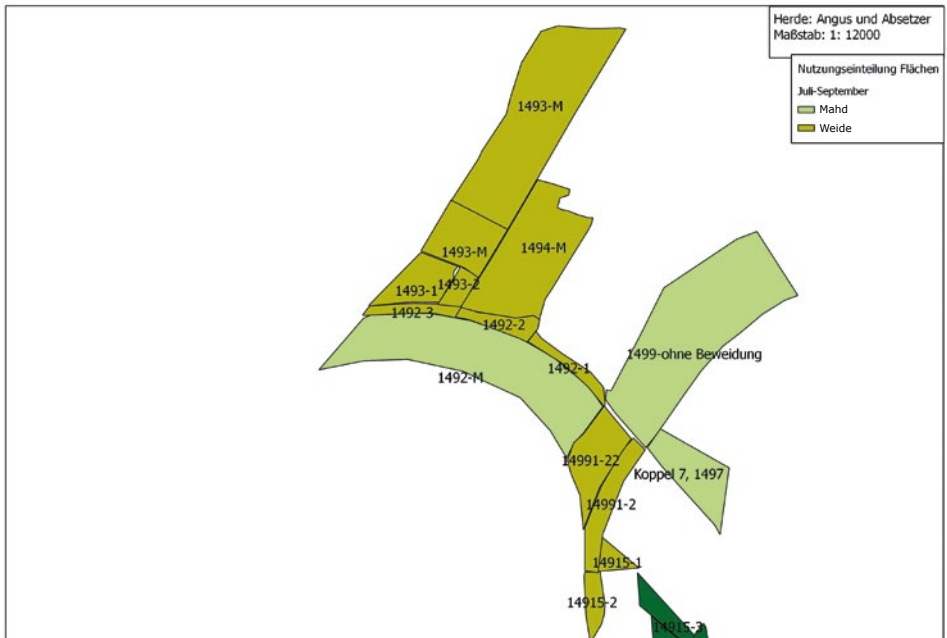 Herde: Angus und Absetzer
Maßstab: 1: 12000
Nutzungseinteilung Flächen
Juli-September
Mahd
Weide
1493-M
1493-M
1494-M
1493-1
1493-2
1492-3
1492-2
1492-1
1492-M
1499-ohne Beweidung
14991-22
Koppel 7, 1497
14991-2
14915-1
14915-2
14915-3